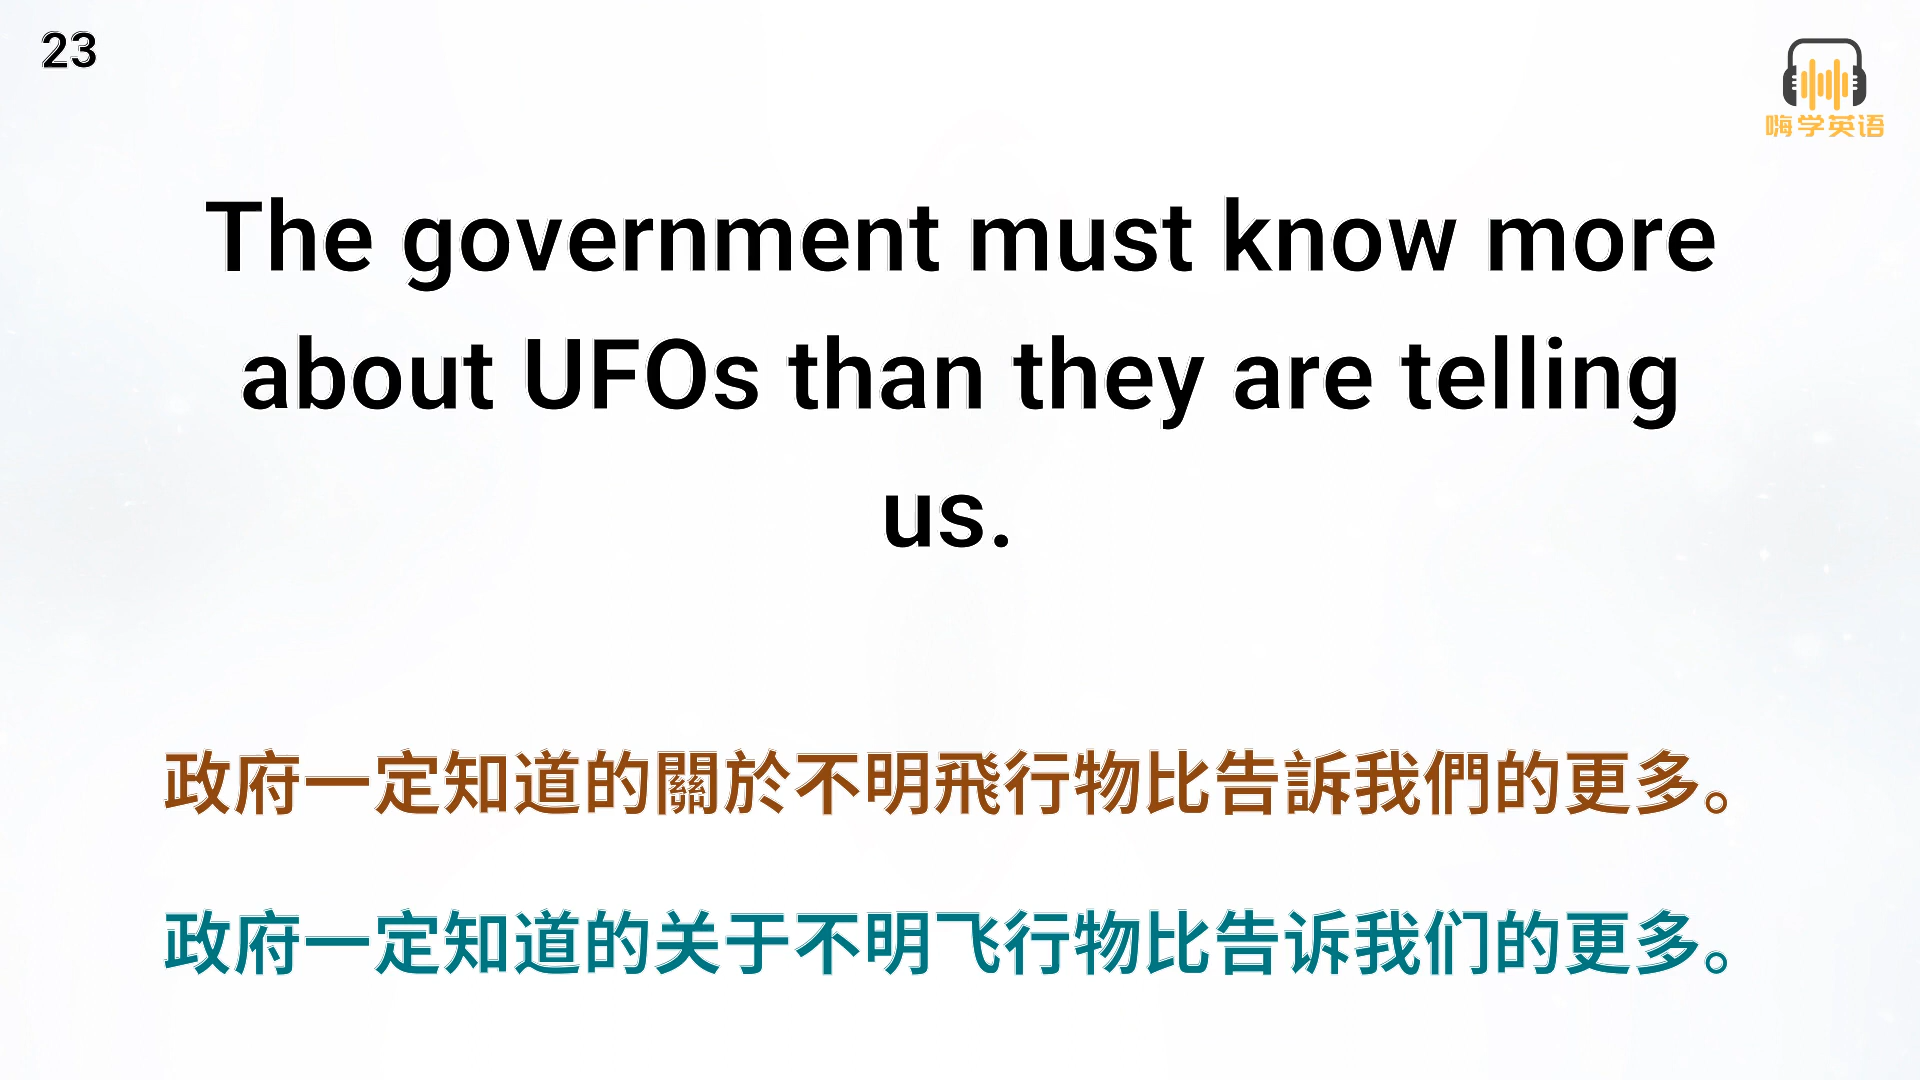 23
嗨学英语
The government must know more
about UFOs than they are telling
us.
政府一定知道的關於不明飛行物比告訴我們的更多。
政府一定知道的关于不明飞行物比告诉我们的更多。